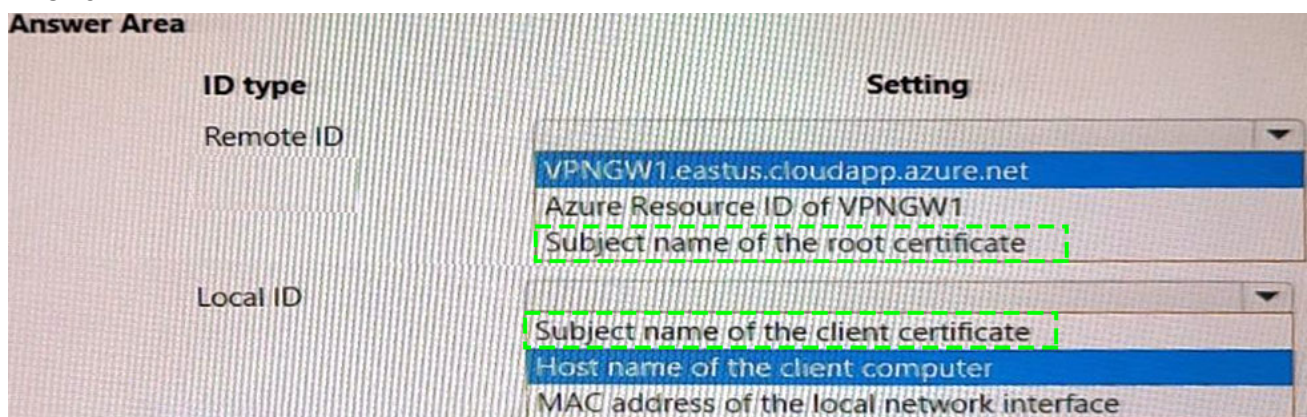 Answer Area
ID type Setting
Remote ID
VPNGW1.eastus.cloudapp.azure.net
Azure Resource ID of VPNGW1
Subject name of the root certificate
Local ID
Subject name of the client certificate
Host name of the client computer
MAC address of the local network interface